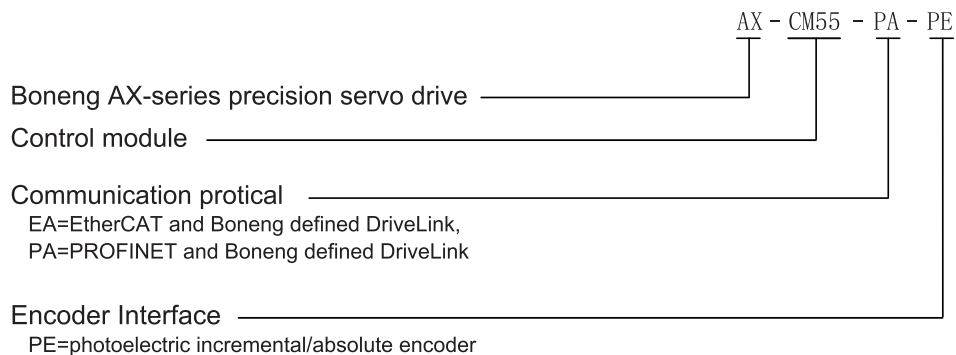 AX - CM55 - PA - PE
Boneng AX-series precision servo drive
Control module
Communication protical
EA=EtherCAT and Boneng defined DriveLink,
PA=PROFINET and Boneng defined DriveLink
Encoder Interface
PE=photoelectric incremental/absolute encoder